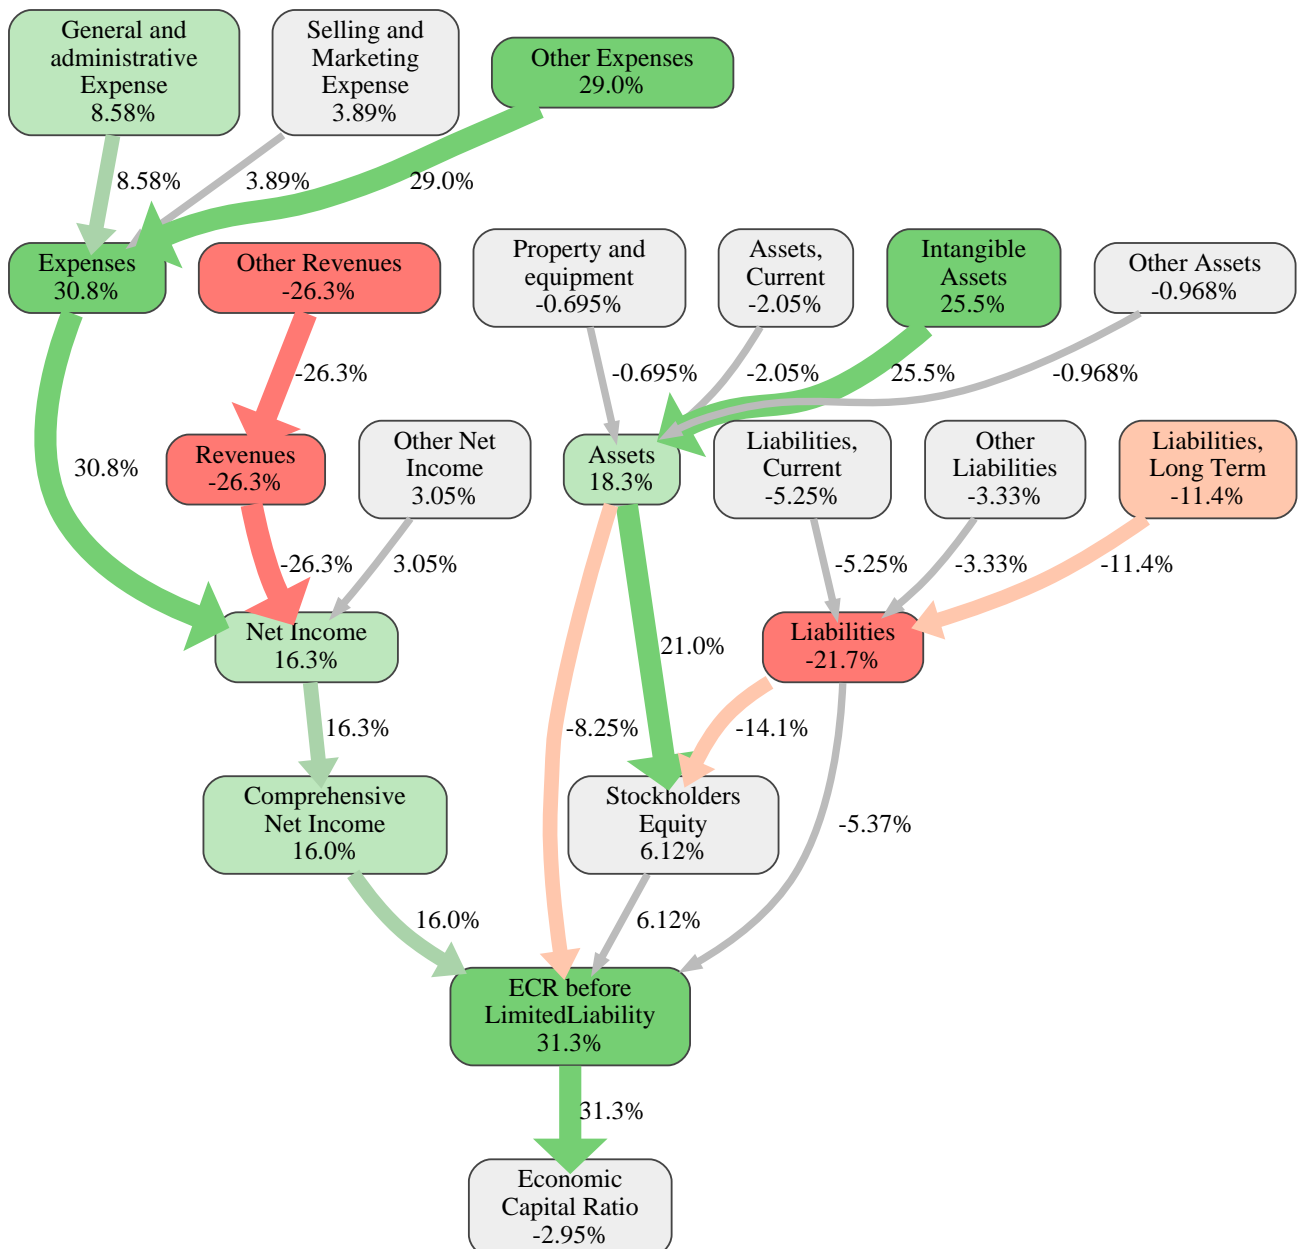 General and
administrative
Expense
8.58%
Selling and
Marketing
Expense
3.89%
Other Expenses
29.0%
8.58%
3.89%
29.0%
Expenses
30.8%
Other Revenues
-26.3%
Property and
equipment
-0.695%
Assets,
Current
-2.05%
Intangible
Assets
25.5%
Other Assets
-0.968%
-26.3%
-0.695%
-2.05%
25.5%
-0.968%
30.8%
Revenues
-26.3%
Other Net
Income
3.05%
Assets
18.3%
Liabilities,
Current
-5.25%
Other
Liabilities
-3.33%
Liabilities,
Long Term
-11.4%
-26.3%
3.05%
-5.25%
-3.33%
-11.4%
Net Income
16.3%
21.0%
Liabilities
-21.7%
16.3%
-8.25%
-14.1%
Comprehensive
Net Income
16.0%
Stockholders
Equity
6.12%
-5.37%
16.0%
6.12%
ECR before
LimitedLiability
31.3%
31.3%
Economic
Capital Ratio
-2.95%